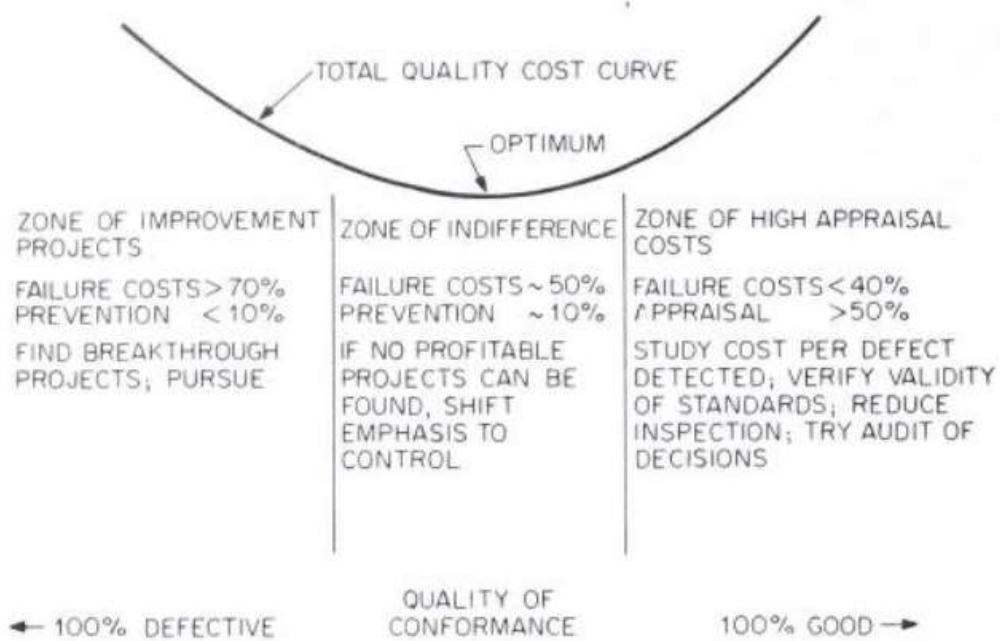 TOTAL QUALITY COST CURVE
OPTIMUM
ZONE OF IMPROVEMENT
PROJECTS
FAILURE COSTS > 70%
PREVENTION < 10%
FIND BREAKTHROUGH
PROJECTS; PURSUE
ZONE OF INDIFFERENCE
FAILURE COSTS ~ 50%
PREVENTION ~ 10%
IF NO PROFITABLE
PROJECTS CAN BE
FOUND, SHIFT
EMPHASIS TO
CONTROL
ZONE OF HIGH APPRAISAL
COSTS
FAILURE COSTS < 40%
APPRAISAL > 50%
STUDY COST PER DEFECT
DETECTED; VERIFY VALIDITY
OF STANDARDS; REDUCE
INSPECTION; TRY AUDIT OF
DECISIONS
← 100% DEFECTIVE
QUALITY OF
CONFORMANCE
100% GOOD →